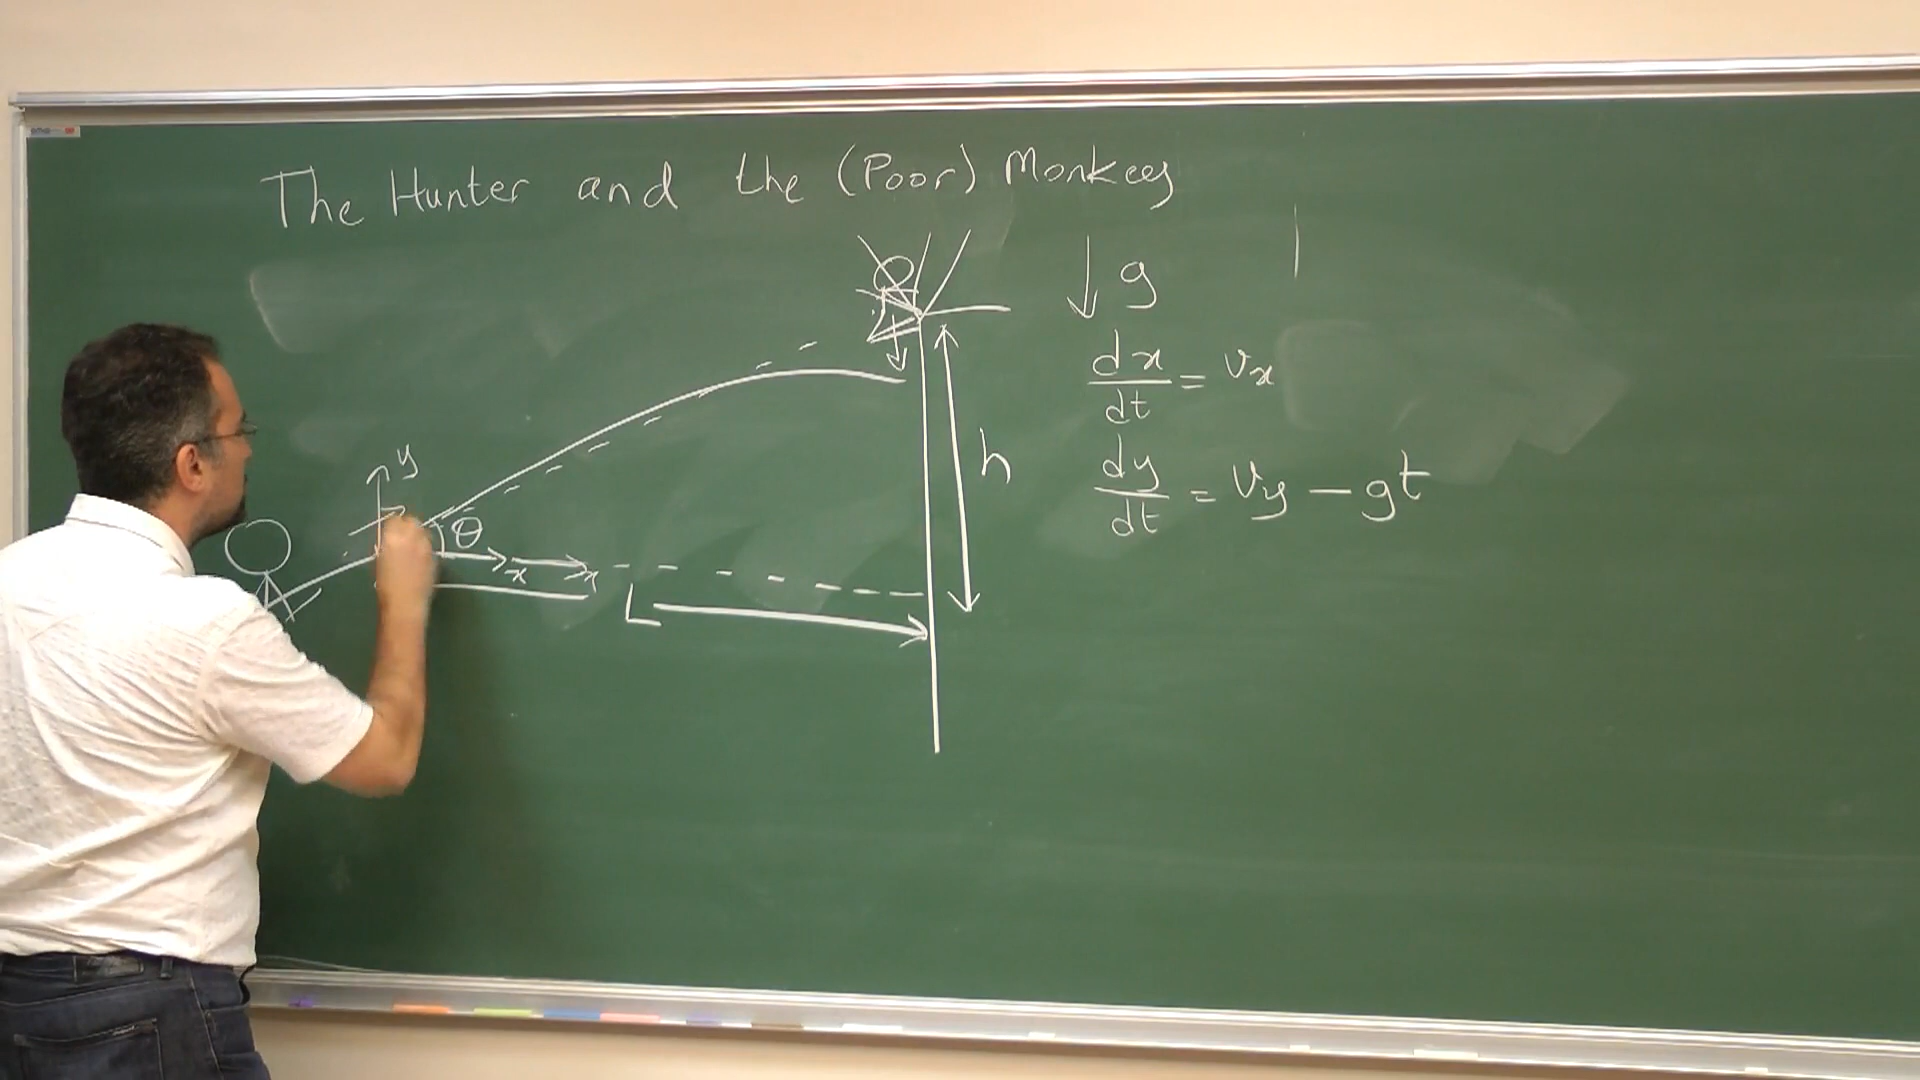 The Hunter and the (Poor) Monkey
g
dx/dt = vx
y
h
dy/dt = vy - gt
θ
x x
L